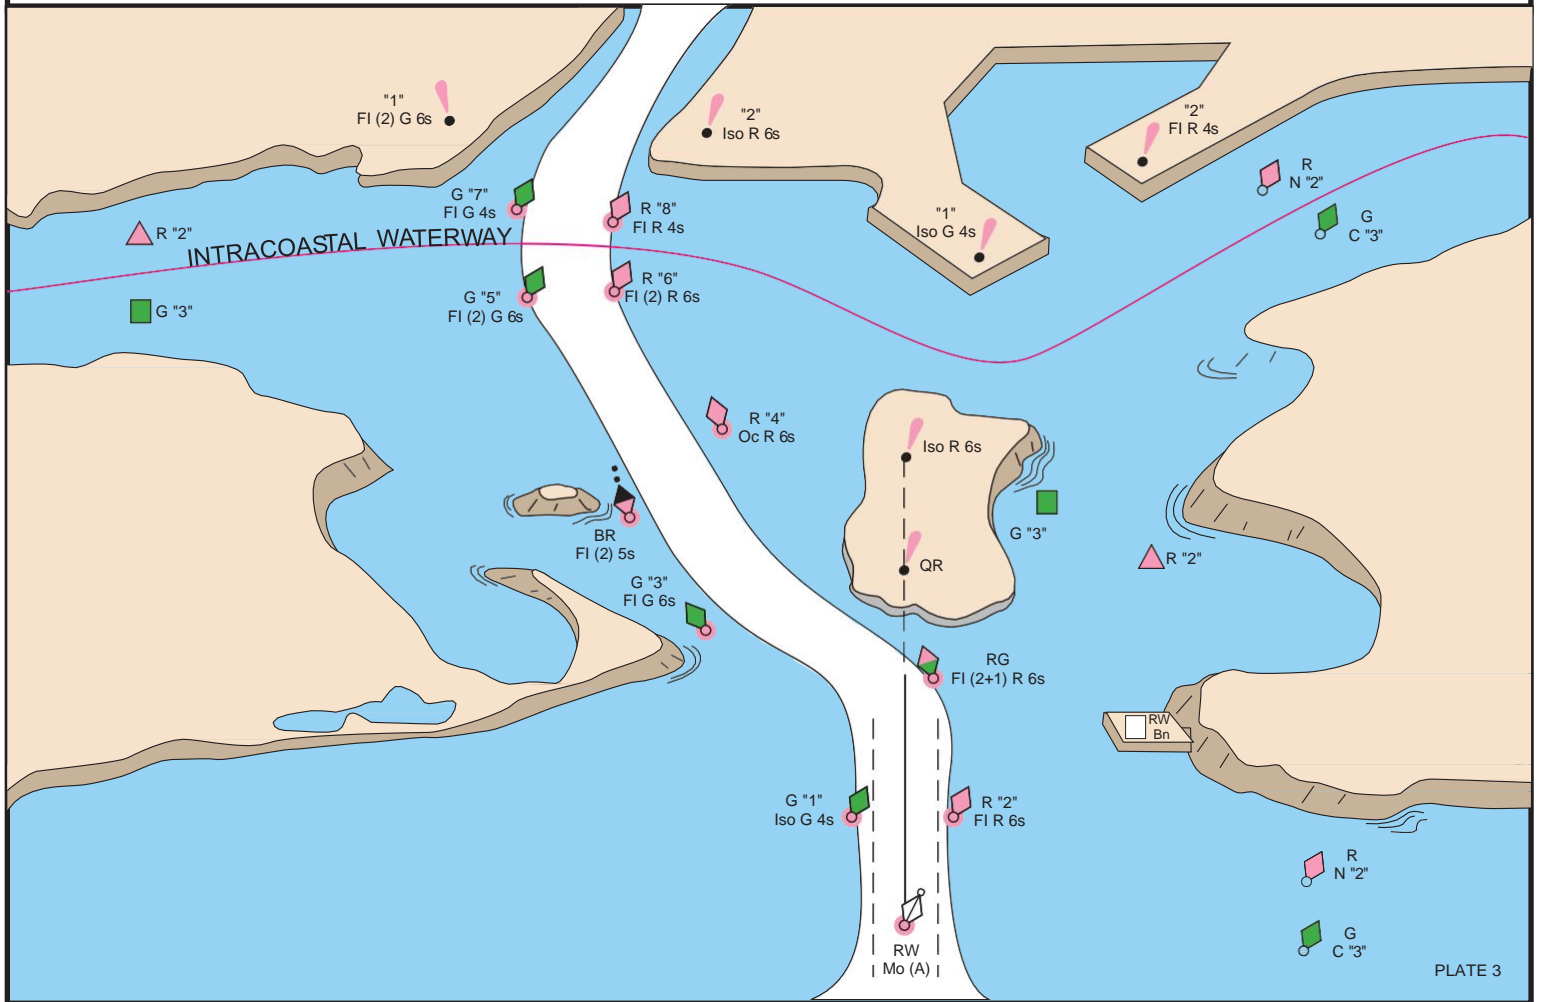 "1"
Fl (2) G 6s
"2"
Iso R 6s
"2"
Fl R 4s
R
N "2"
G "7"
Fl G 4s
R "8"
Fl R 4s
"1"
Iso G 4s
G
C "3"
R "2"
INTRACOASTAL WATERWAY
G "3"
G "5"
Fl (2) G 6s
R "6"
Fl (2) R 6s
R "4"
Oc R 6s
Iso R 6s
G "3"
BR
Fl (2) 5s
QR
R "2"
G "3"
Fl G 6s
RG
Fl (2+1) R 6s
RW
Bn
G "1"
Iso G 4s
R "2"
Fl R 6s
R
N "2"
RW
Mo (A)
G
C "3"
PLATE 3